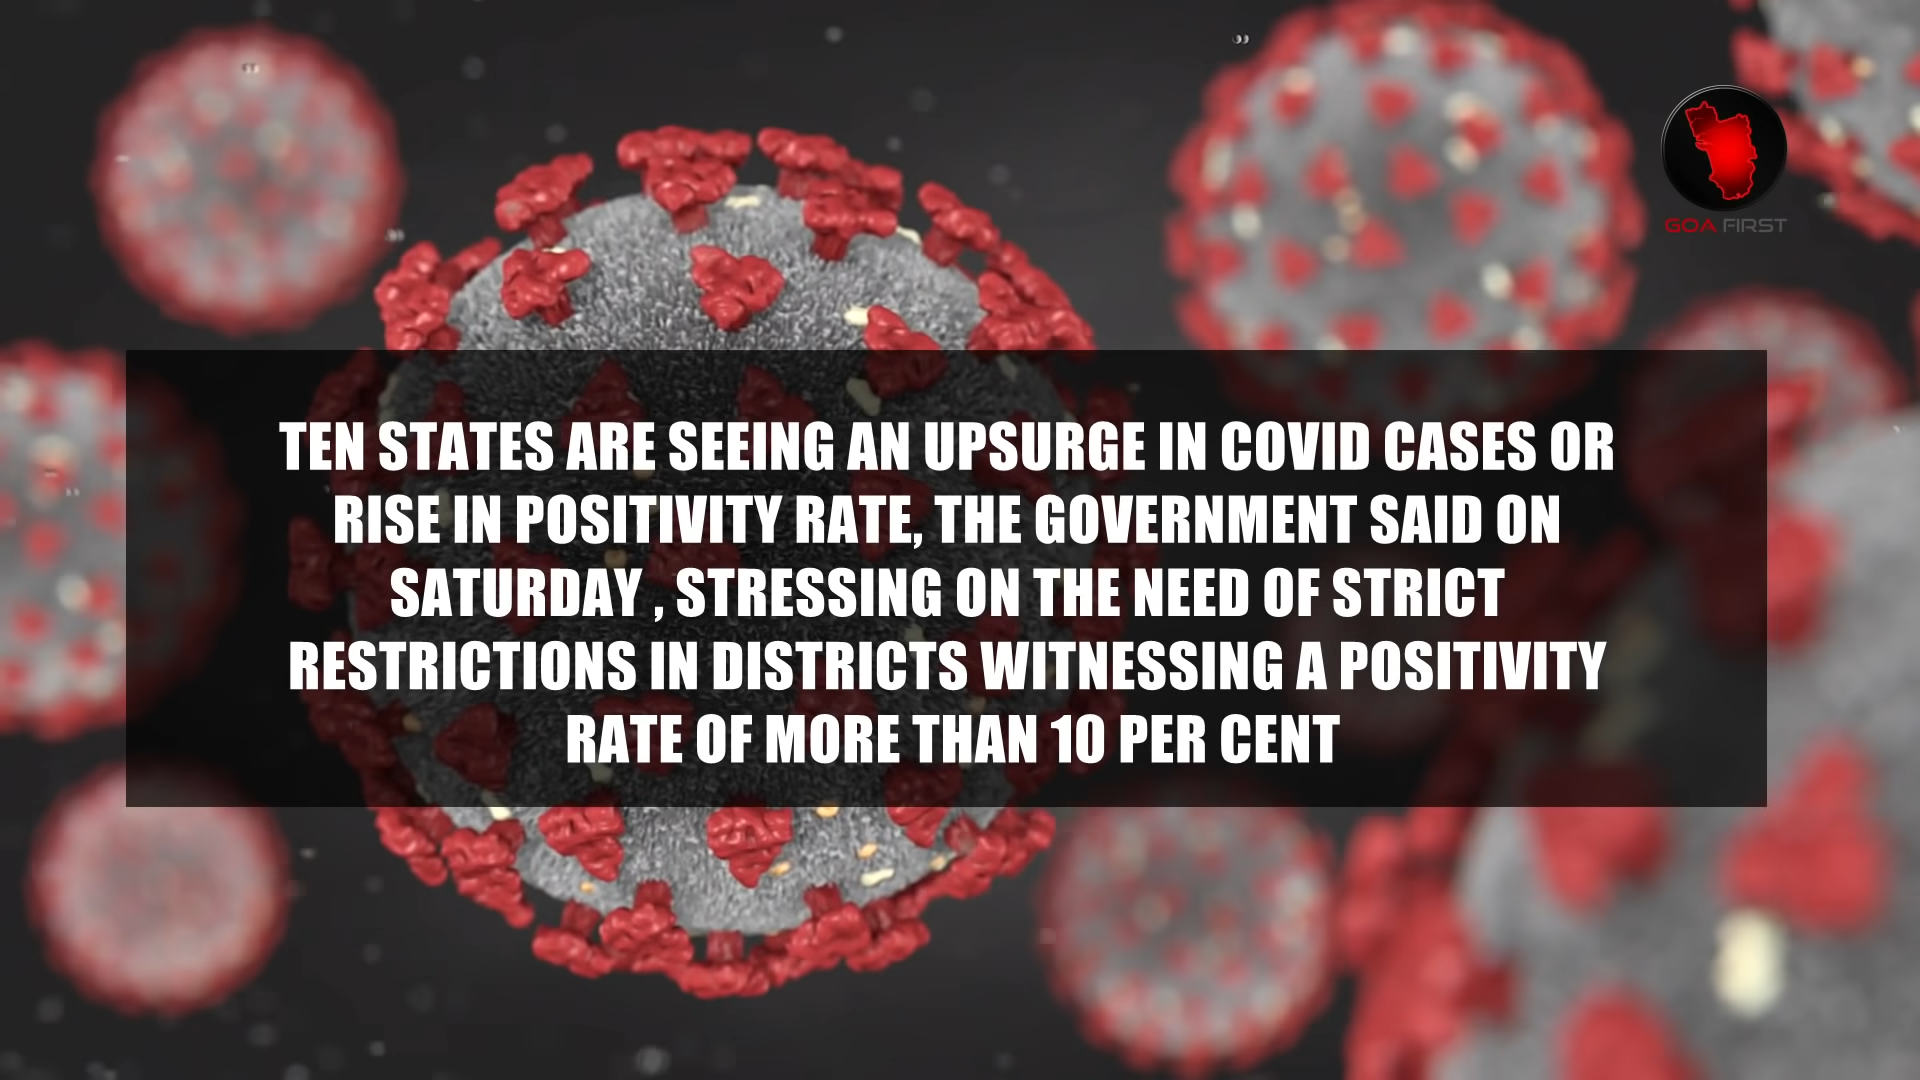 GOA FIRST
TEN STATES ARE SEEING AN UPSURGE IN COVID CASES OR
RISE IN POSITIVITY RATE, THE GOVERNMENT SAID ON
SATURDAY , STRESSING ON THE NEED OF STRICT
RESTRICTIONS IN DISTRICTS WITNESSING A POSITIVITY
RATE OF MORE THAN 10 PER CENT